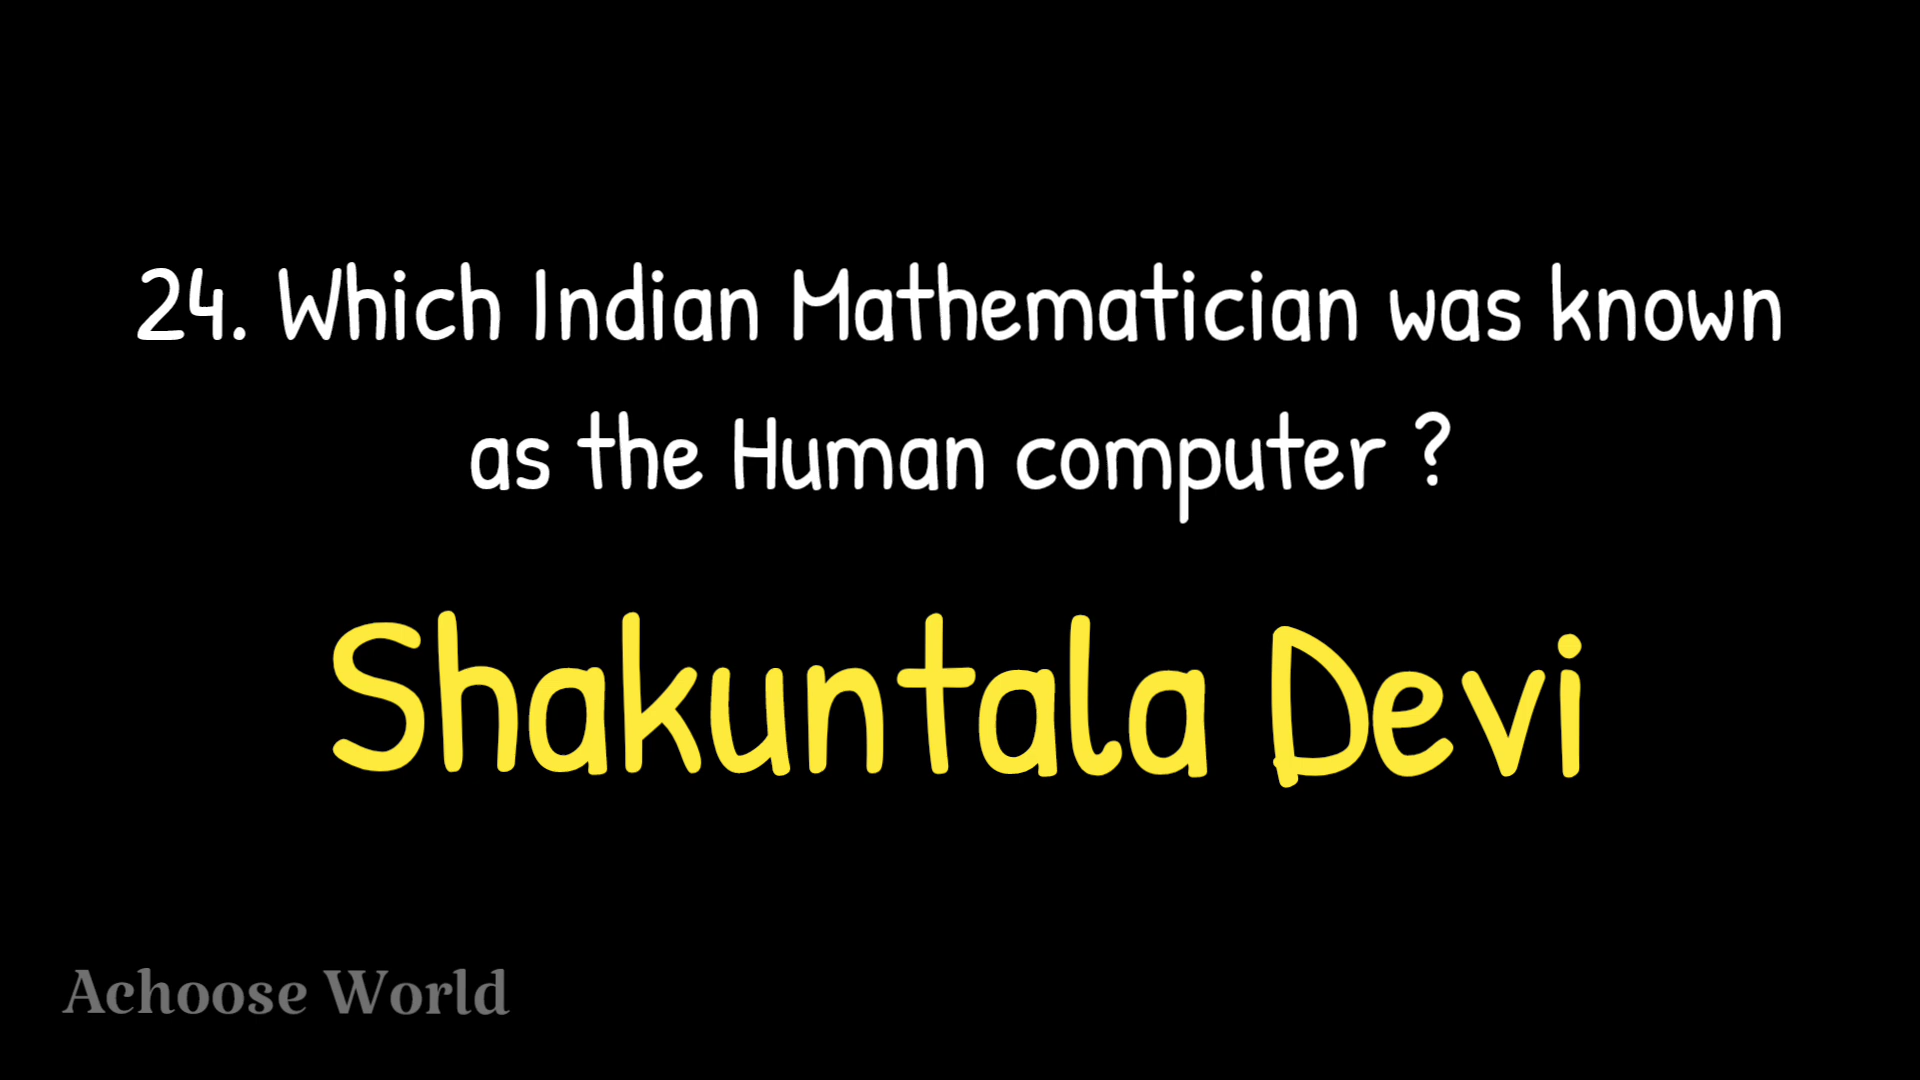 24. Which Indian Mathematician was known
as the Human computer ?
Shakuntala Devi
Achoose World